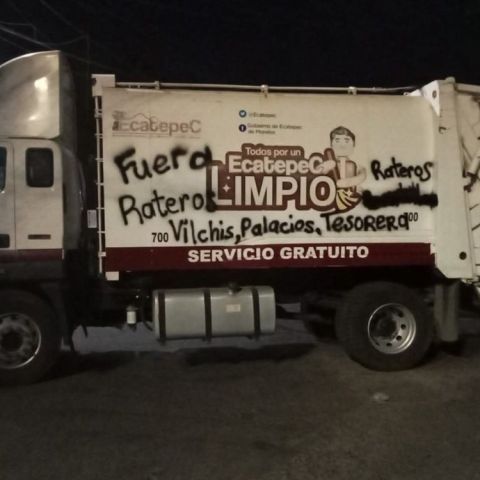 Ecatepec
@Ecatepec
Gobierno de Ecatepec
de Morelos
Todos por un
Ecatepec
LIMPIO
Fuera
Rateros
Rateros
Vilchis, Palacios, Tesorera
700
SERVICIO GRATUITO